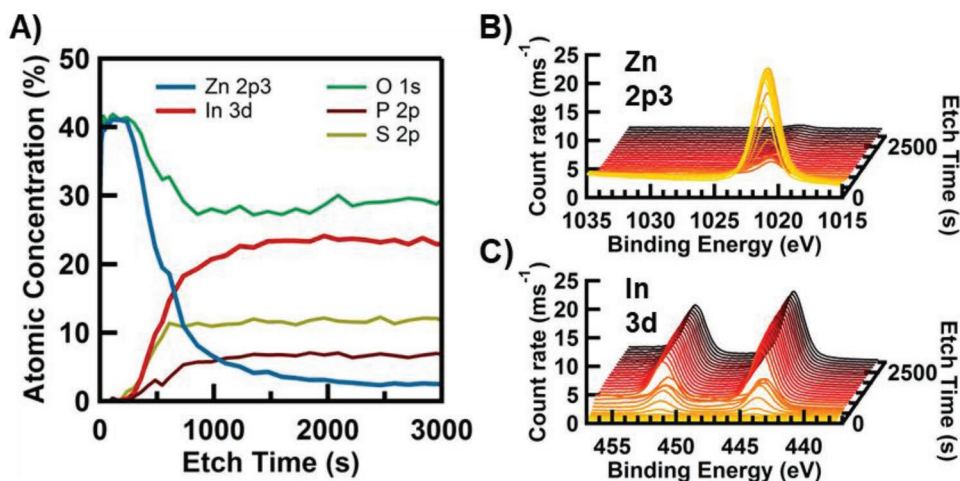 A)
Atomic Concentration (%)
50
40
30
20
10
0
Zn 2p3
In 3d
O 1s
P 2p
S 2p
0 1000 2000 3000
Etch Time (s)
B)
Zn
2p3
Count rate (ms⁻¹)
25
20
15
10
5
0
1035 1030 1025 1020 1015
Binding Energy (eV)
2500
0
Etch Time (s)
C)
In
3d
Count rate (ms⁻¹)
25
20
15
10
5
0
455 450 445 440
Binding Energy (eV)
2500
0
Etch Time (s)